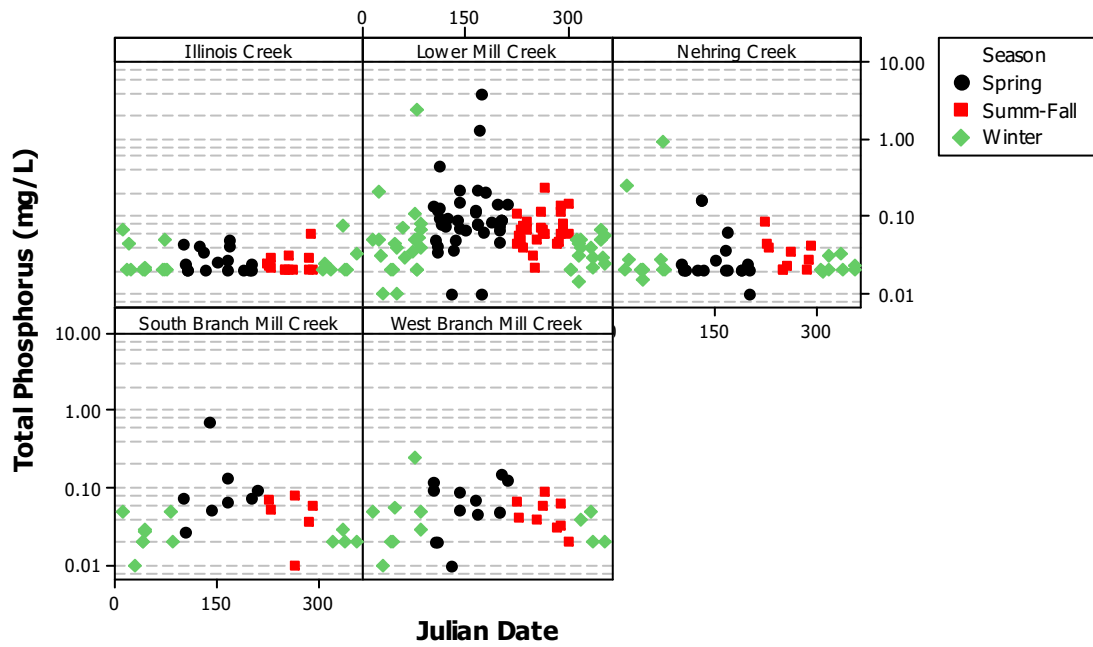 0 150 300
Illinois Creek Lower Mill Creek Nehring Creek
10.00
1.00
0.10
0.01
Season
Spring
Summ-Fall
Winter
Total Phosphorus (mg/L)
South Branch Mill Creek West Branch Mill Creek
10.00
1.00
0.10
0.01
0 150 300
0 150 300
Julian Date